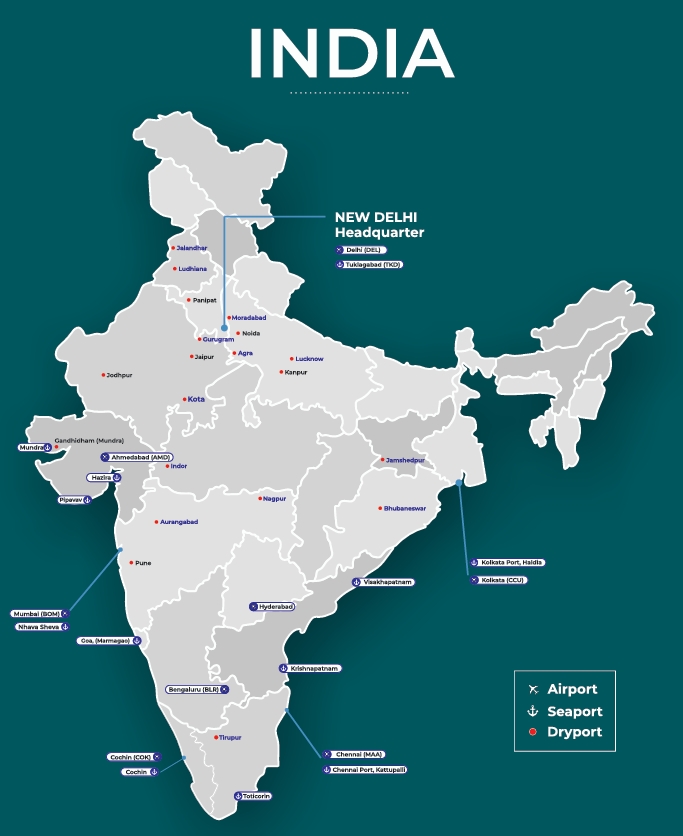 INDIA
NEW DELHI
Headquarter
Delhi (DEL)
Tuklagabad (TKD)
Jalandhar
Ludhiana
Panipat
Moradabad
Noida
Gurugram
Agra
Jaipur
Lucknow
Kanpur
Jodhpur
Kota
Gandhidham (Mundra)
Mundra
Ahmedabad (AMD)
Indor
Jamshedpur
Hazira
Pipavav
Nagpur
Bhubaneswar
Aurangabad
Pune
Kolkata Port, Haldia
Kolkata (CCU)
Visakhapatnam
Hyderabad
Mumbai (BOM)
Nhava Sheva
Goa, (Marmagao)
Krishnapatnam
Bengaluru (BLR)
Airport
Seaport
Dryport
Tirupur
Chennai (MAA)
Chennai Port, Kattupalli
Cochin (COK)
Cochin
Toticorin